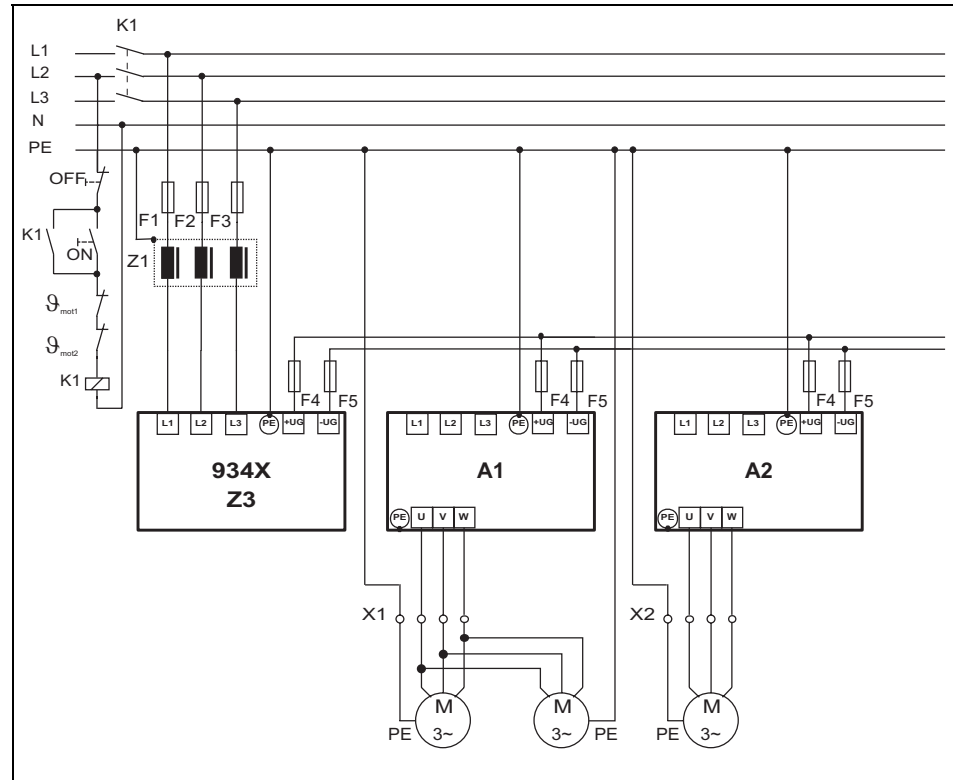 K1
L1
L2
L3
N
PE
OFF
K1
ON
F1 F2 F3
Z1
ϑmot1
ϑmot2
K1
F4 F5
F4 F5
F4 F5
L1 L2 L3 PE +UG -UG
L1 L2 L3 PE +UG -UG
L1 L2 L3 PE +UG -UG
934X
Z3
A1
A2
PE U V W
PE U V W
X1
X2
M
3~
PE
M
3~
PE
M
3~
PE